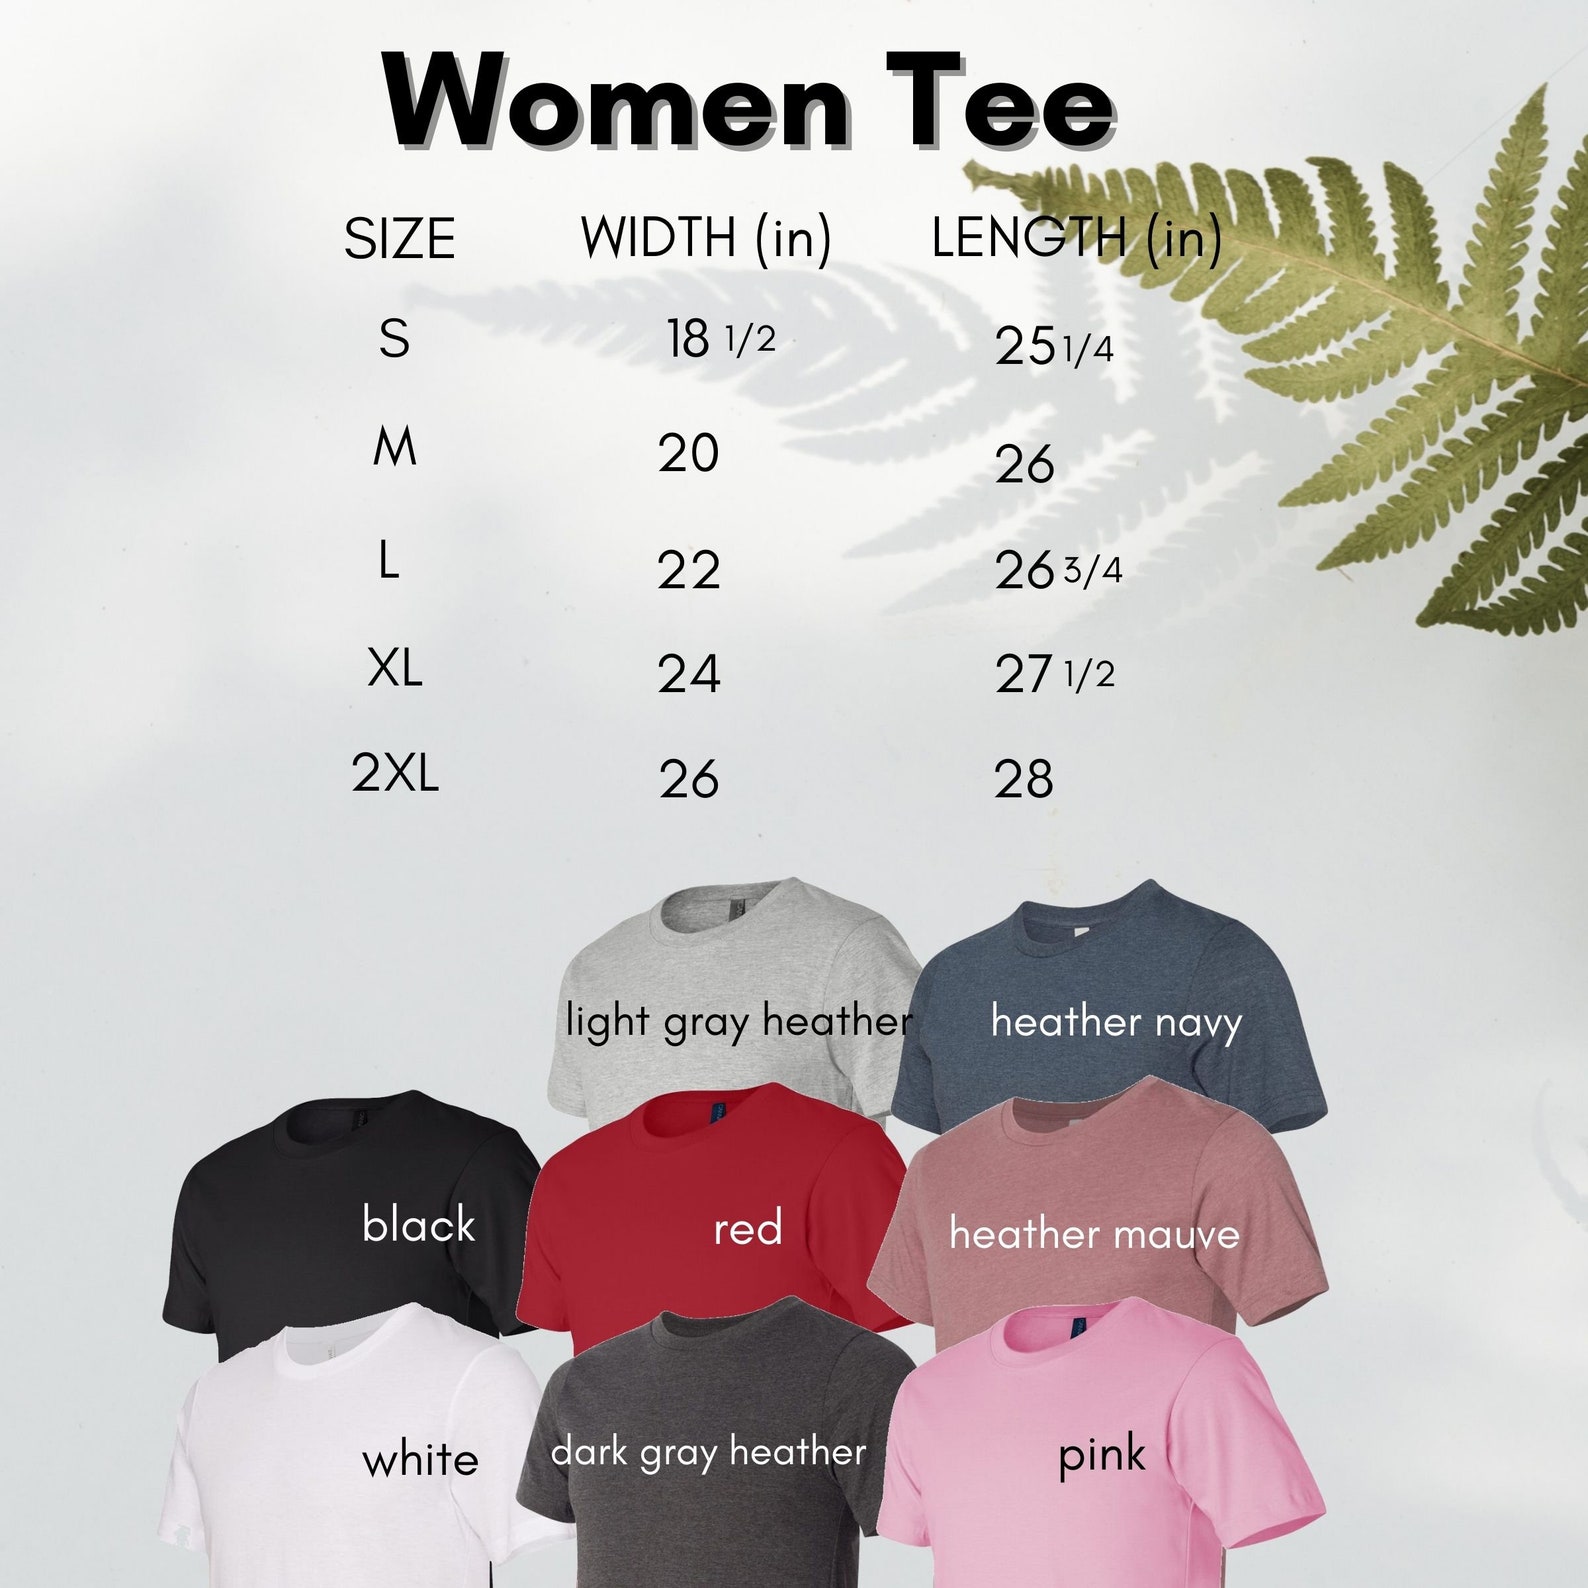 Women Tee
SIZE WIDTH (in) LENGTH (in)
S 18 1/2 25 1/4
M 20 26
L 22 26 3/4
XL 24 27 1/2
2XL 26 28
light gray heather heather navy
black red heather mauve
white dark gray heather pink